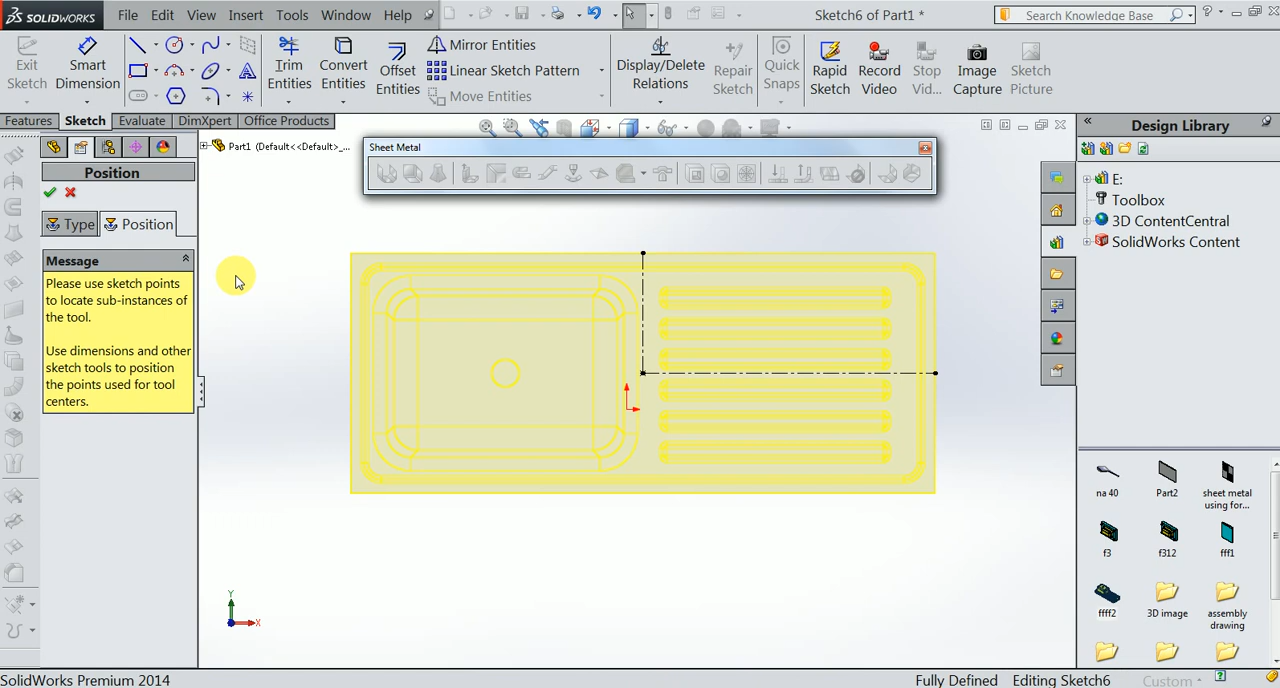 SOLIDWORKS
File Edit View Insert Tools Window Help
Sketch6 of Part1 *
Search Knowledge Base
Exit Sketch
Smart Dimension
Trim Entities
Convert Entities
Offset Entities
Mirror Entities
Linear Sketch Pattern
Move Entities
Display/Delete Relations
Repair Sketch
Quick Snaps
Rapid Sketch
Record Video
Stop Vid...
Image Capture
Sketch Picture
Features Sketch Evaluate DimXpert Office Products
Part1 (Default<<Default>_...
Sheet Metal
Design Library
Position
Type Position
Message
Please use sketch points
to locate sub-instances of
the tool.
Use dimensions and other
sketch tools to position
the points used for tool
centers.
E:
Toolbox
3D ContentCentral
SolidWorks Content
na 40
Part2
sheet metal
using for...
f3
f312
fff1
ffff2
3D image
assembly
drawing
Y
X
SolidWorks Premium 2014
Fully Defined
Editing Sketch6
Custom